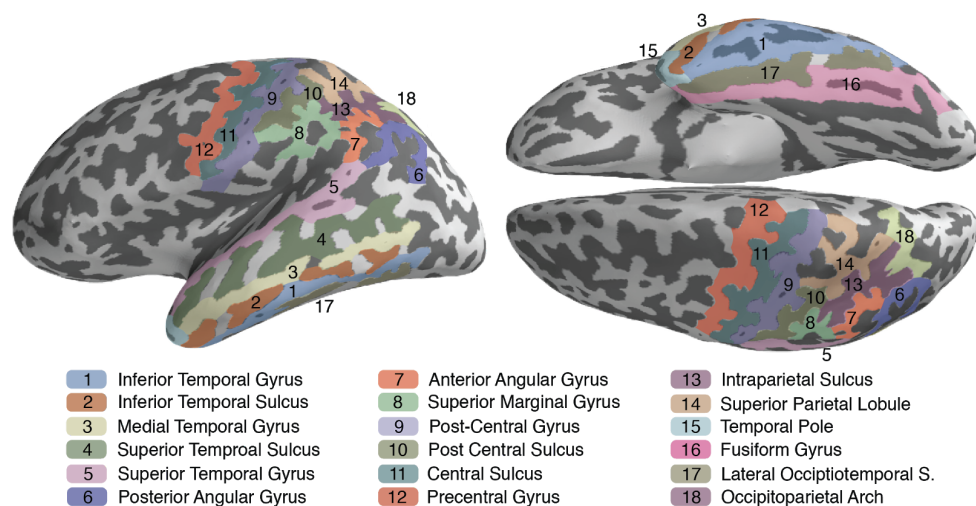 3
15
1
2
17
16
14
10
9
13
18
11
8
12
7
6
5
4
3
2
1
17
12
18
11
14
9
13
6
10
8
7
5
1 Inferior Temporal Gyrus
2 Inferior Temporal Sulcus
3 Medial Temporal Gyrus
4 Superior Temproal Sulcus
5 Superior Temporal Gyrus
6 Posterior Angular Gyrus
7 Anterior Angular Gyrus
8 Superior Marginal Gyrus
9 Post-Central Gyrus
10 Post Central Sulcus
11 Central Sulcus
12 Precentral Gyrus
13 Intraparietal Sulcus
14 Superior Parietal Lobule
15 Temporal Pole
16 Fusiform Gyrus
17 Lateral Occiptiotemporal S.
18 Occipitoparietal Arch